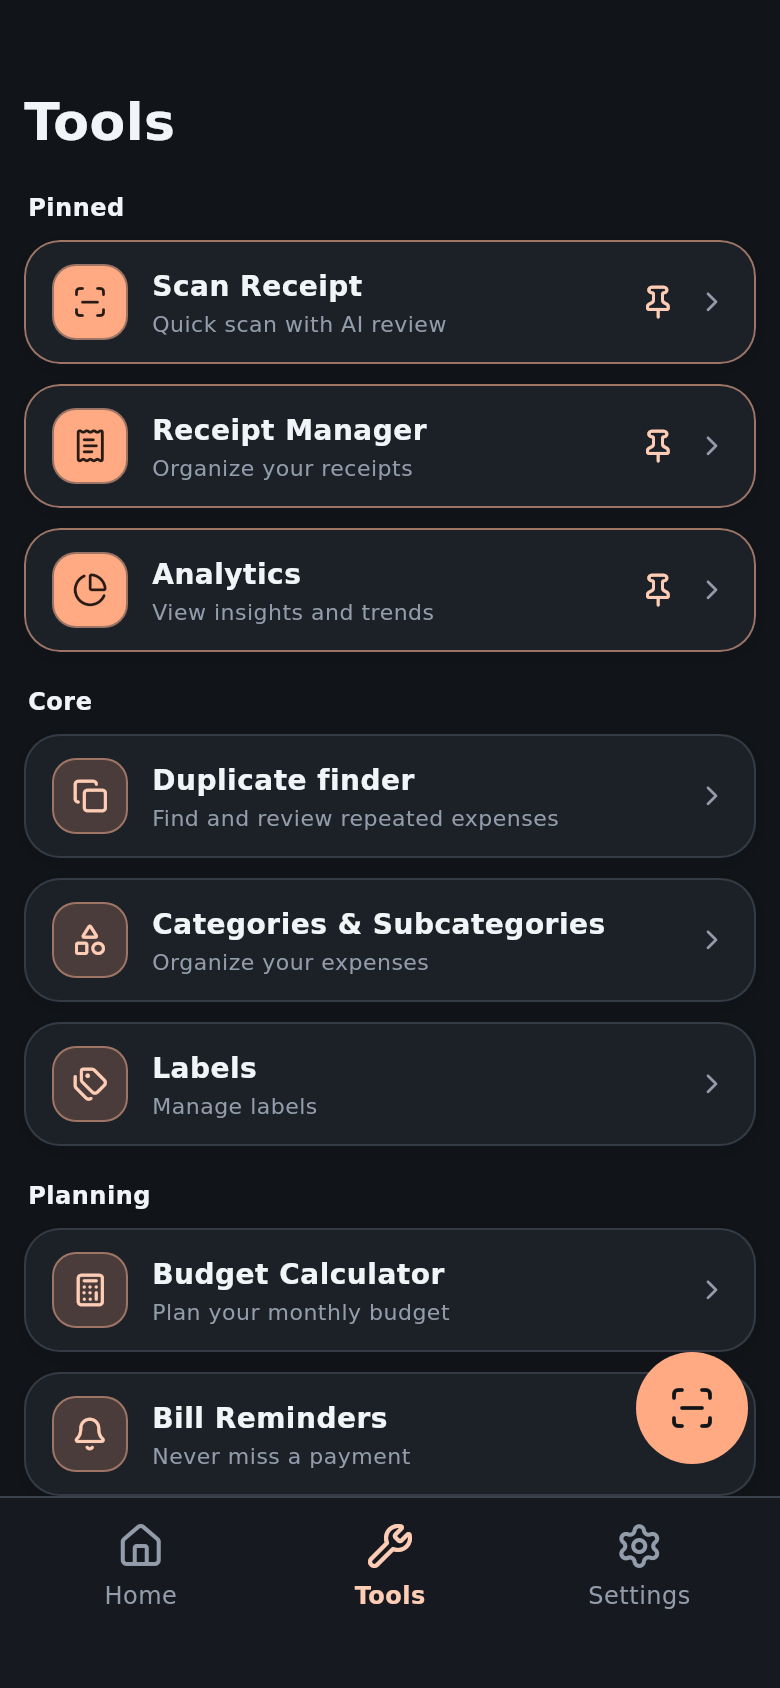 Tools
Pinned
Scan Receipt
Quick scan with AI review
Receipt Manager
Organize your receipts
Analytics
View insights and trends
Core
Duplicate finder
Find and review repeated expenses
Categories & Subcategories
Organize your expenses
Labels
Manage labels
Planning
Budget Calculator
Plan your monthly budget
Bill Reminders
Never miss a payment
Home
Tools
Settings